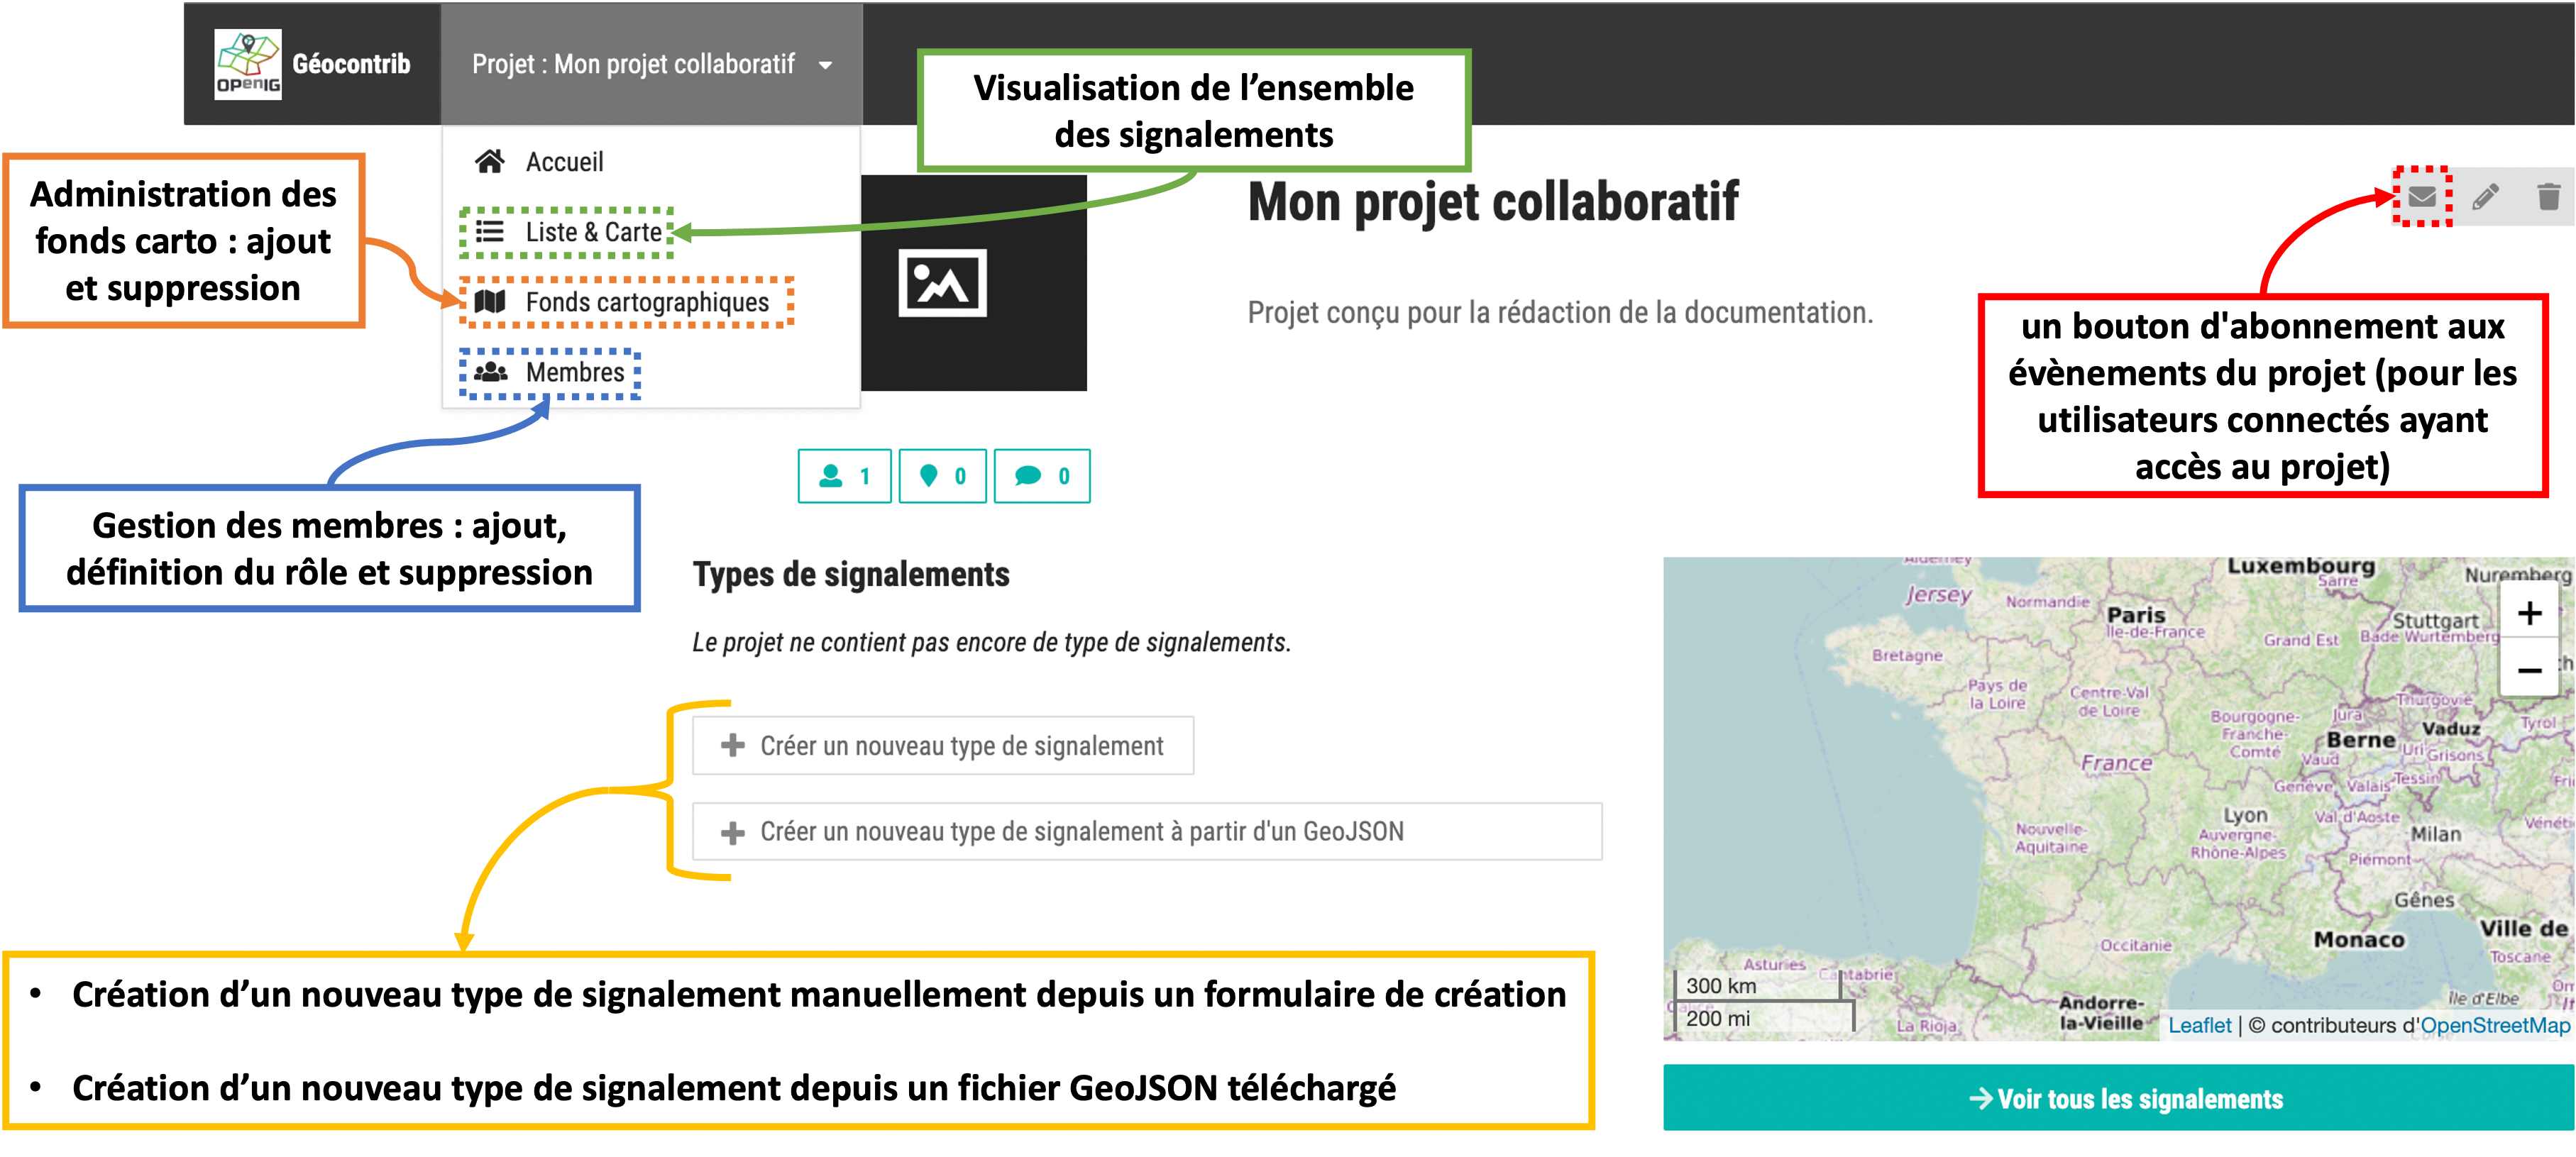 OPenIG
Géocontrib
Projet : Mon projet collaboratif
Visualisation de l’ensemble
des signalements
Accueil
Liste & Carte
Fonds cartographiques
Membres
Administration des
fonds carto : ajout
et suppression
Mon projet collaboratif
Projet conçu pour la rédaction de la documentation.
un bouton d'abonnement aux
évènements du projet (pour les
utilisateurs connectés ayant
accès au projet)
1
0
0
Gestion des membres : ajout,
définition du rôle et suppression
Types de signalements
Le projet ne contient pas encore de type de signalements.
Créer un nouveau type de signalement
Créer un nouveau type de signalement à partir d'un GeoJSON
• Création d’un nouveau type de signalement manuellement depuis un formulaire de création
• Création d’un nouveau type de signalement depuis un fichier GeoJSON téléchargé
Luxembourg
Sarre
Nuremberg
Jersey
Normandie
Paris
Île-de-France
Grand Est
Stuttgart
Bade Wurtemberg
+
−
Bretagne
Pays de
la Loire
Centre-Val
de Loire
Bourgogne-
Franche-
Comté
Jura
Thurgovie
Vaduz
Tyrol
Berne
Uri
Grisons
Vaud
France
Genève
Valais
Tessin
Lyon
Auvergne-
Rhône-Alpes
Val d'Aoste
Milan
Piémont
Nouvelle-
Aquitaine
Gênes
Occitanie
Monaco
Ville de
Toscane
Asturies
Cantabrie
La Rioja
Andorre-
la-Vieille
Île d'Elbe
300 km
200 mi
Leaflet | © contributeurs d'OpenStreetMap
Voir tous les signalements